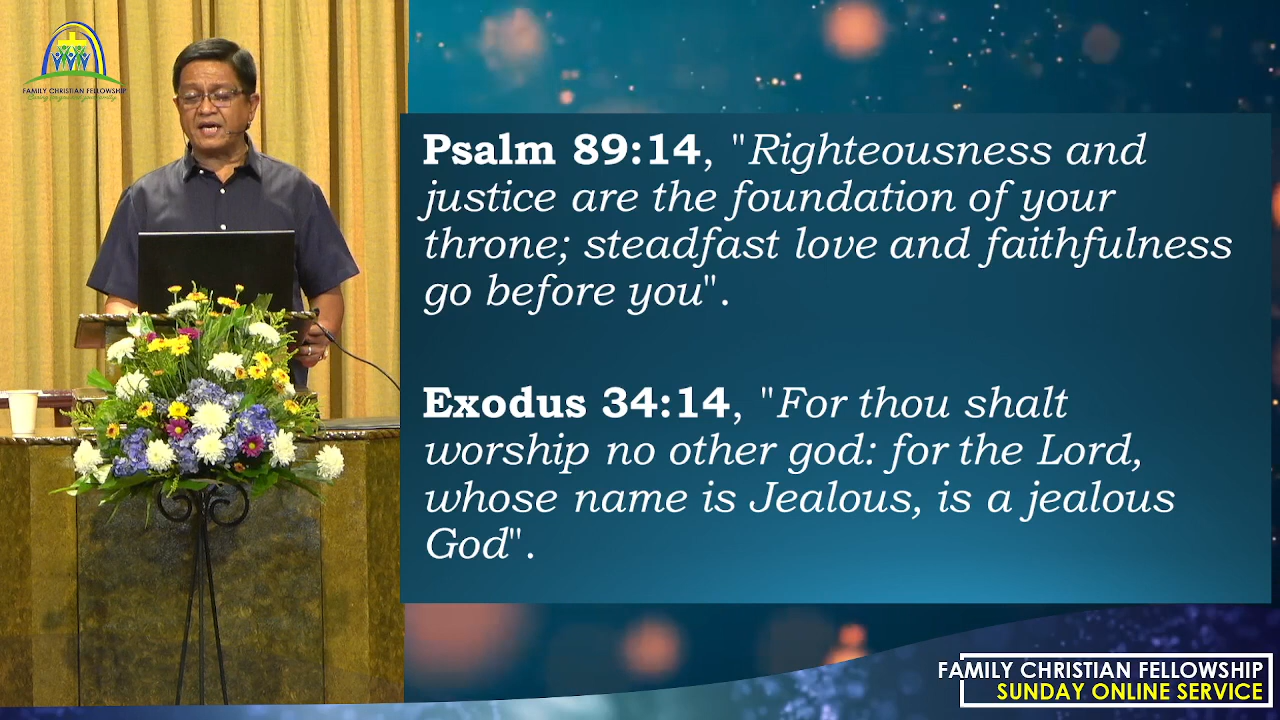 FAMILY CHRISTIAN FELLOWSHIP
Psalm 89:14, "Righteousness and
justice are the foundation of your
throne; steadfast love and faithfulness
go before you".
Exodus 34:14, "For thou shalt
worship no other god: for the Lord,
whose name is Jealous, is a jealous
God".
FAMILY CHRISTIAN FELLOWSHIP
SUNDAY ONLINE SERVICE